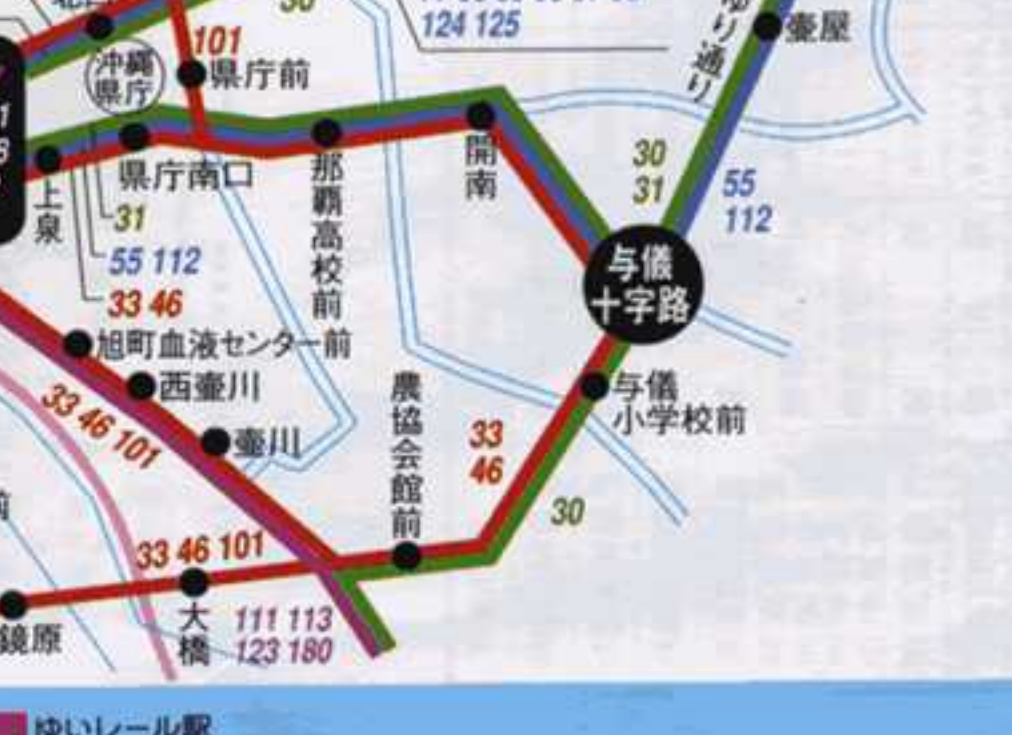 30
124 125
ゆり通り
壷屋
101
沖縄
県庁
県庁前
県庁南口
那覇高校前
開南
30
31
55
112
上泉
31
55 112
33 46
与儀
十字路
旭町血液センター前
西壷川
33 46 101
壷川
農協会館前
33
46
与儀
小学校前
30
33 46 101
大橋
111 113
123 180
鏡原
前
ゆいレール駅